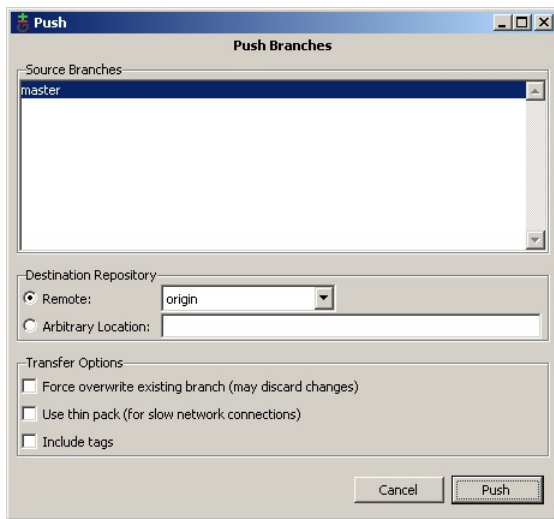 Push
Push Branches
Source Branches
master
Destination Repository
Remote: origin
Arbitrary Location:
Transfer Options
Force overwrite existing branch (may discard changes)
Use thin pack (for slow network connections)
Include tags
Cancel Push